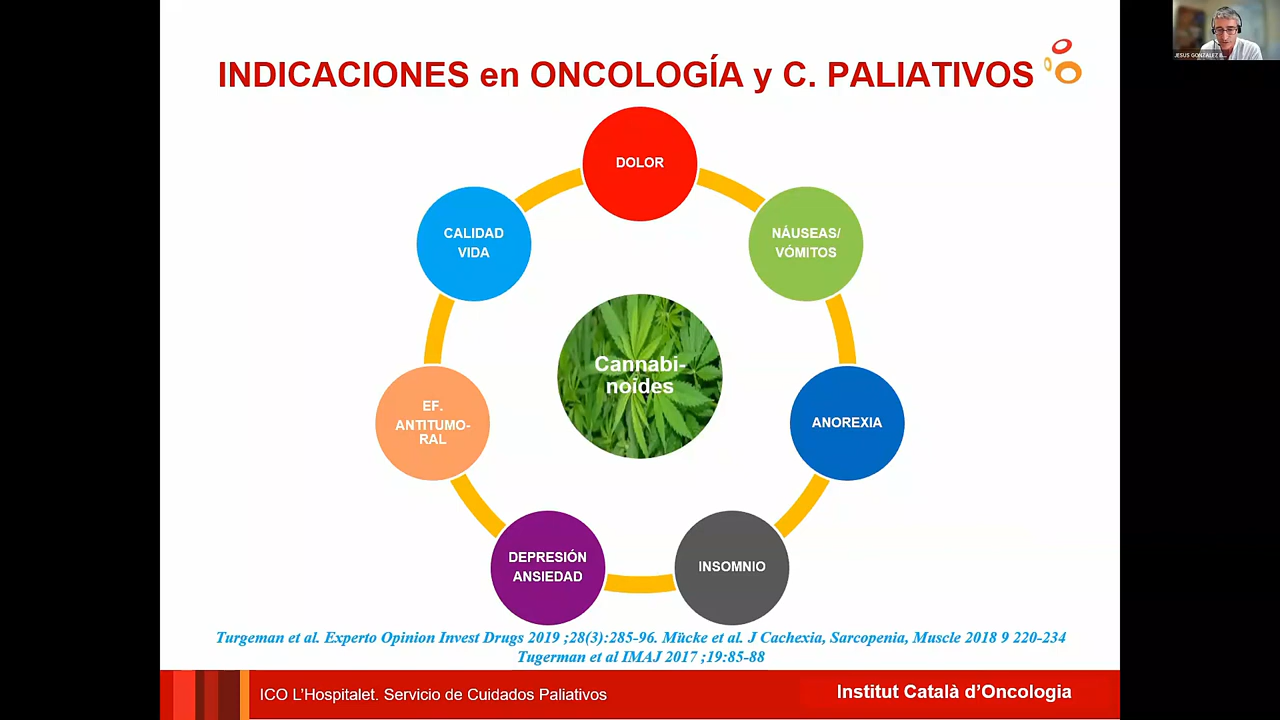 JESUS GONZALEZ B...
INDICACIONES en ONCOLOGÍA y C. PALIATIVOS
DOLOR
NÁUSEAS/
VÓMITOS
ANOREXIA
INSOMNIO
DEPRESIÓN
ANSIEDAD
EF.
ANTITUMO-
RAL
CALIDAD
VIDA
Cannabi-
noides
Turgeman et al. Experto Opinion Invest Drugs 2019 ;28(3):285-96. Mücke et al. J Cachexia, Sarcopenia, Muscle 2018 9 220-234
Tugerman et al IMAJ 2017 ;19:85-88
ICO L'Hospitalet. Servicio de Cuidados Paliativos
Institut Català d'Oncologia